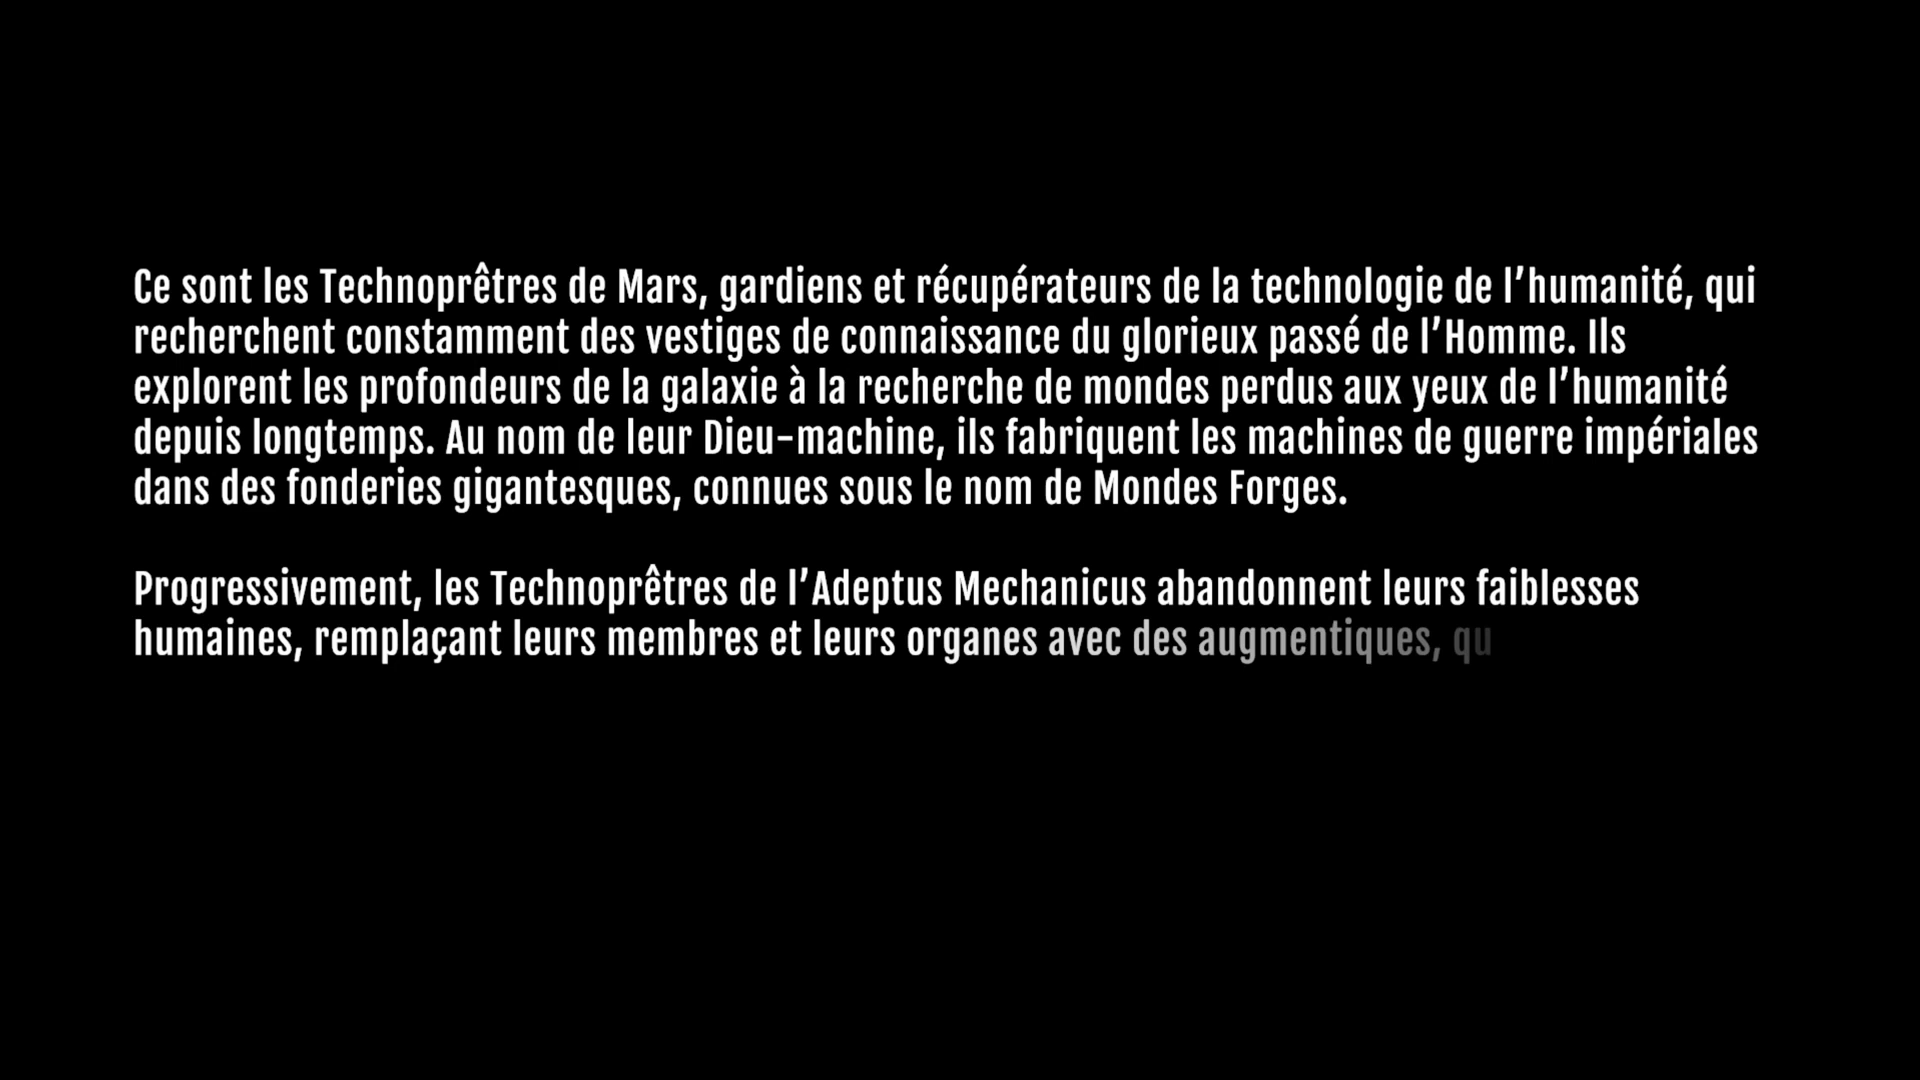 Ce sont les Technoprêtres de Mars, gardiens et récupérateurs de la technologie de l’humanité, qui
recherchent constamment des vestiges de connaissance du glorieux passé de l’Homme. Ils
explorent les profondeurs de la galaxie à la recherche de mondes perdus aux yeux de l’humanité
depuis longtemps. Au nom de leur Dieu-machine, ils fabriquent les machines de guerre impériales
dans des fonderies gigantesques, connues sous le nom de Mondes Forges.
Progressivement, les Technoprêtres de l’Adeptus Mechanicus abandonnent leurs faiblesses
humaines, remplaçant leurs membres et leurs organes avec des augmentiques, qu